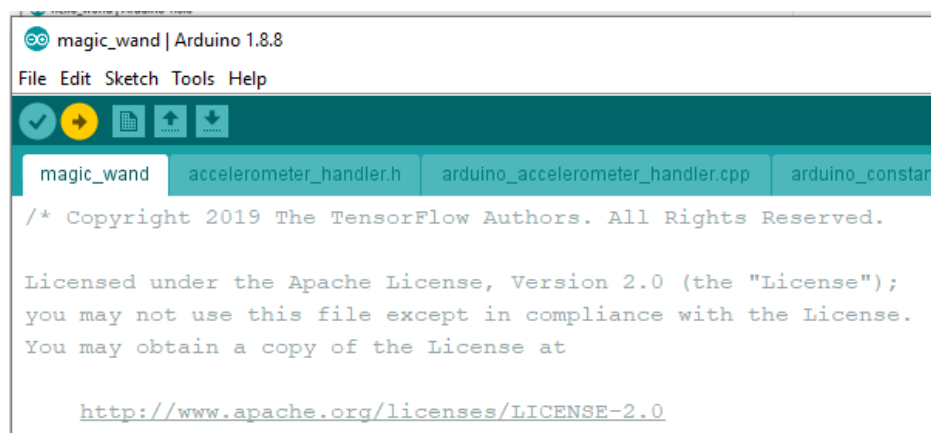 magic_wand | Arduino 1.8.8
File Edit Sketch Tools Help
magic_wand accelerometer_handler.h arduino_accelerometer_handler.cpp arduino_constan
/* Copyright 2019 The TensorFlow Authors. All Rights Reserved.
Licensed under the Apache License, Version 2.0 (the "License");
you may not use this file except in compliance with the License.
You may obtain a copy of the License at
http://www.apache.org/licenses/LICENSE-2.0